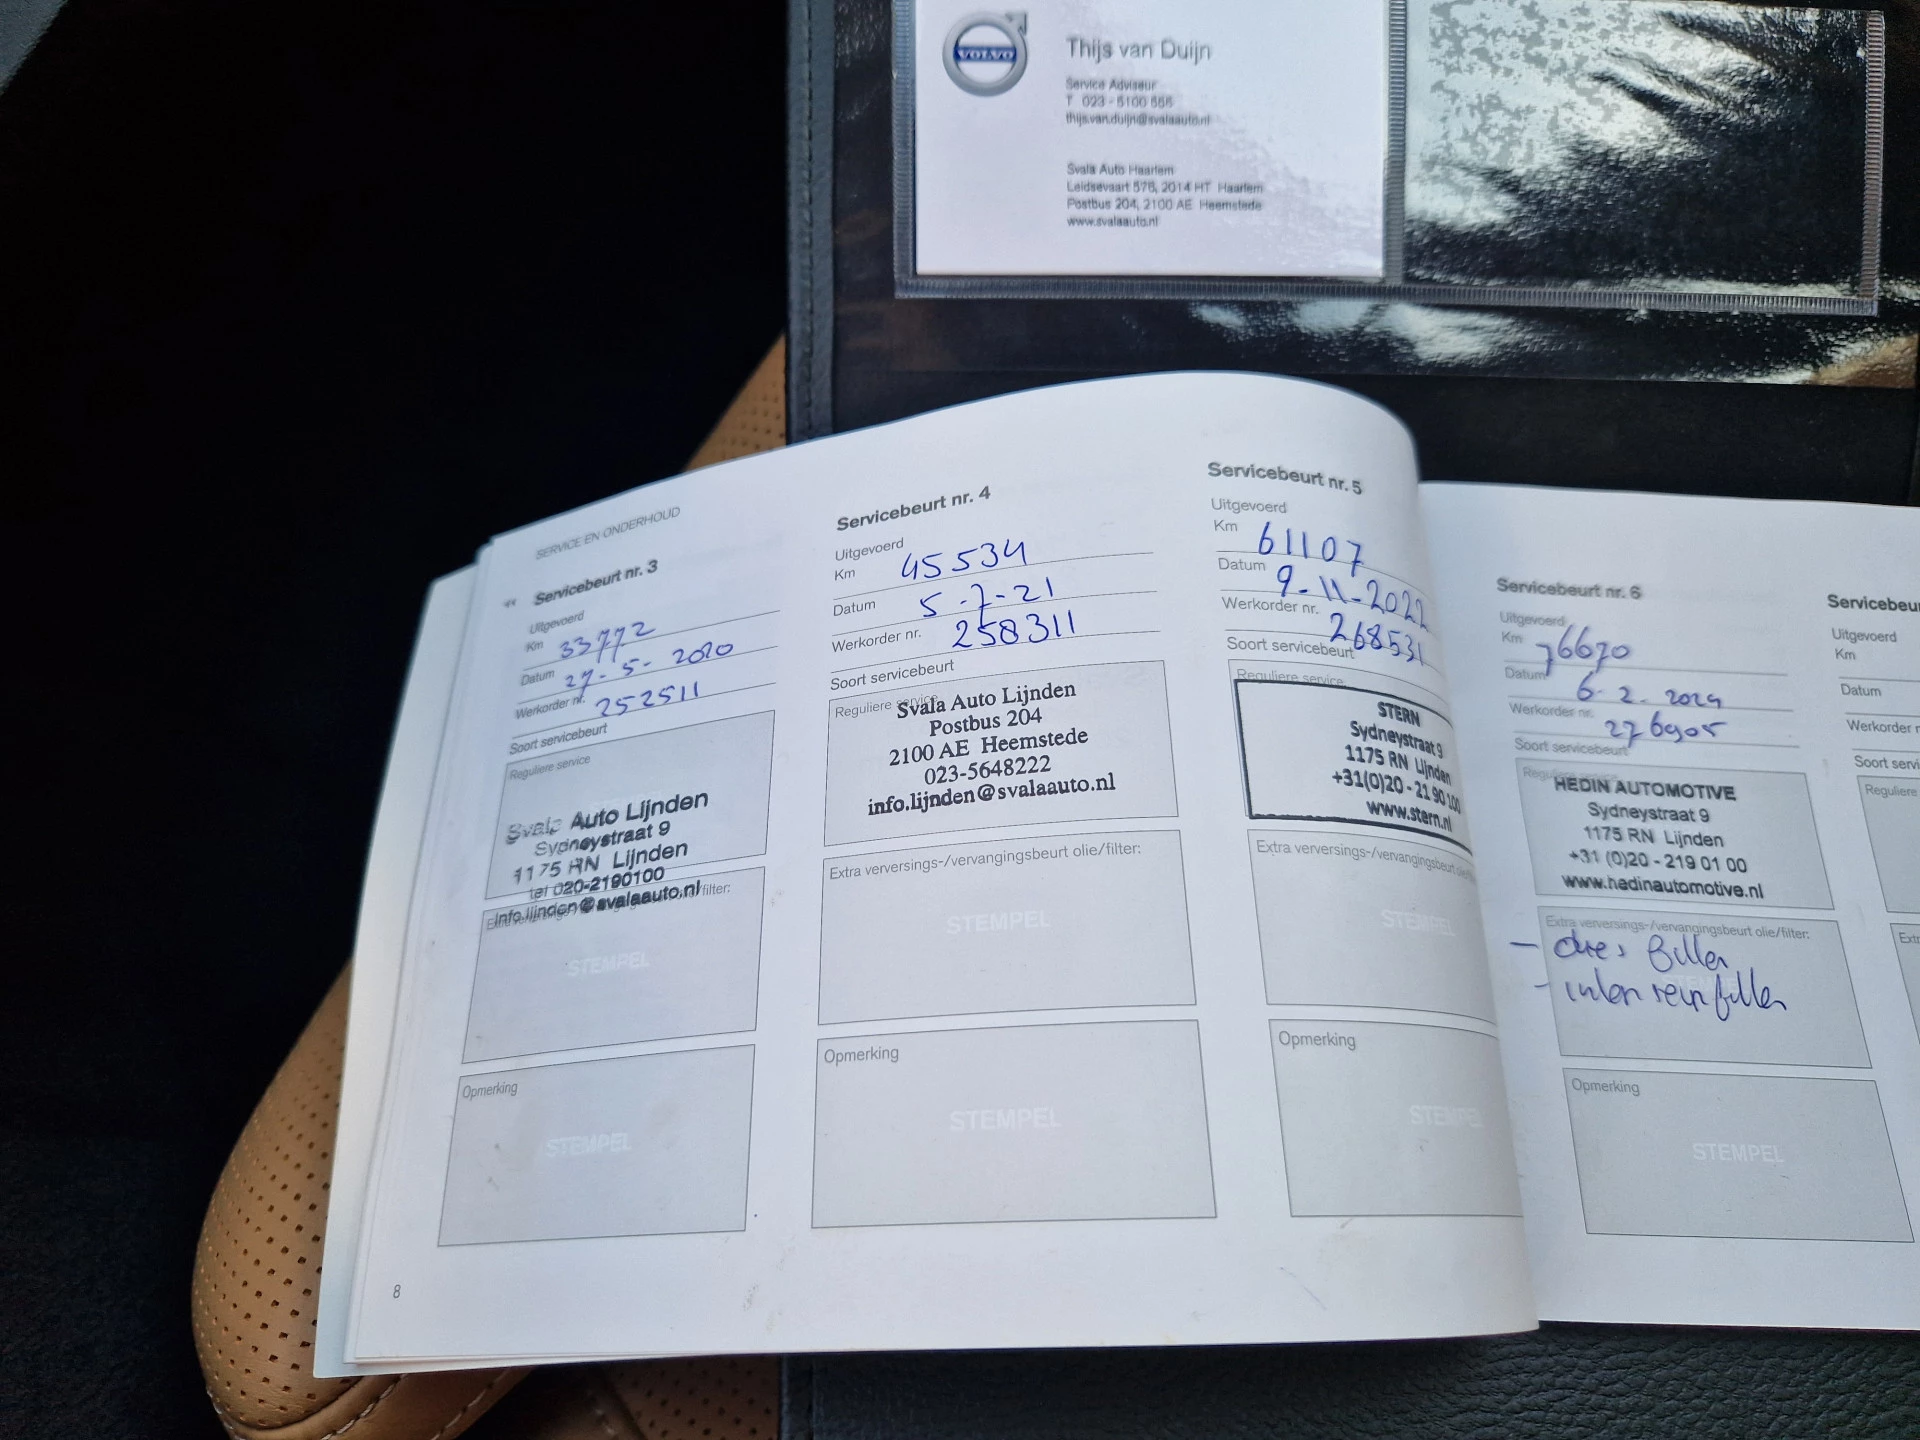 VOLVO
Thijs van Duijn
Service Adviseur
T 023 - 5100 555
thijs.van.duijn@svalaauto.nl
Svala Auto Haarlem
Leidsevaart 576, 2014 HT Haarlem
Postbus 204, 2100 AE Heemstede
www.svalaauto.nl
SERVICE EN ONDERHOUD
Servicebeurt nr. 3
Uitgevoerd
Km 33772
Datum 27-5-2020
Werkorder nr. 252511
Soort servicebeurt
Reguliere service
Svala Auto Lijnden
Sydneystraat 9
1175 RN Lijnden
tel 020-2190100
info.lijnden@svalaauto.nl
filter:
STEMPEL
Opmerking
STEMPEL
8
Servicebeurt nr. 4
Uitgevoerd
Km 45534
Datum 5-7-21
Werkorder nr. 258311
Soort servicebeurt
Reguliere service
Svala Auto Lijnden
Postbus 204
2100 AE Heemstede
023-5648222
info.lijnden@svalaauto.nl
Extra verversings-/vervangingsbeurt olie/filter:
STEMPEL
Opmerking
STEMPEL
Servicebeurt nr. 5
Uitgevoerd
Km 61107
Datum 9-11-2022
Werkorder nr. 268531
Soort servicebeurt
Reguliere service
STERN
Sydneystraat 9
1175 RN Lijnden
+31(0)20 - 21 90 100
www.stern.nl
Extra verversings-/vervangingsbeurt olie/
STEMPEL
Opmerking
STEMPEL
Servicebeurt nr. 6
Uitgevoerd
Km 76670
Datum 6-2-2024
Werkorder nr. 276905
Soort servicebeurt
HEDIN AUTOMOTIVE
Sydneystraat 9
1175 RN Lijnden
+31 (0)20 - 219 01 00
www.hedinautomotive.nl
Extra verversings-/vervangingsbeurt olie/filter:
- filter
- filter
Opmerking
STEMPEL
Servicebeu
Uitgevoerd
Km
Datum
Werkorder n
Soort servi
Reguliere
Extr